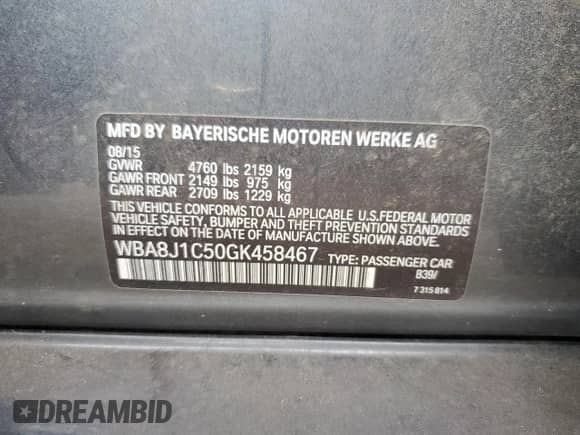 MFD BY BAYERISCHE MOTOREN WERKE AG
08/15
GVWR 4760 lbs 2159 kg
GAWR FRONT 2149 lbs 975 kg
GAWR REAR 2709 lbs 1229 kg
THIS VEHICLE CONFORMS TO ALL APPLICABLE U.S.FEDERAL MOTOR
VEHICLE SAFETY, BUMPER AND THEFT PREVENTION STANDARDS
IN EFFECT ON THE DATE OF MANUFACTURE SHOWN ABOVE.
WBA8J1C50GK458467 TYPE: PASSENGER CAR
B39/
7 315 814
DREAMBID